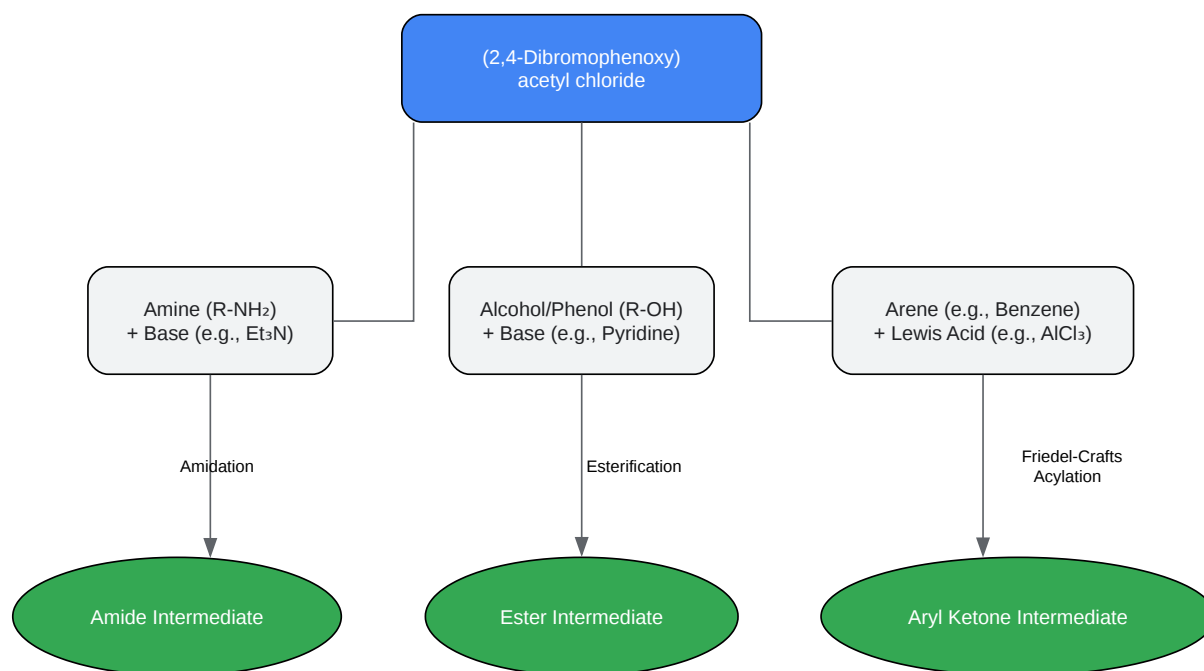 (2,4-Dibromophenoxy)
acetyl chloride
Amine (R-NH₂)
+ Base (e.g., Et₃N)
Alcohol/Phenol (R-OH)
+ Base (e.g., Pyridine)
Arene (e.g., Benzene)
+ Lewis Acid (e.g., AlCl₃)
Amidation
Esterification
Friedel-Crafts
Acylation
Amide Intermediate
Ester Intermediate
Aryl Ketone Intermediate